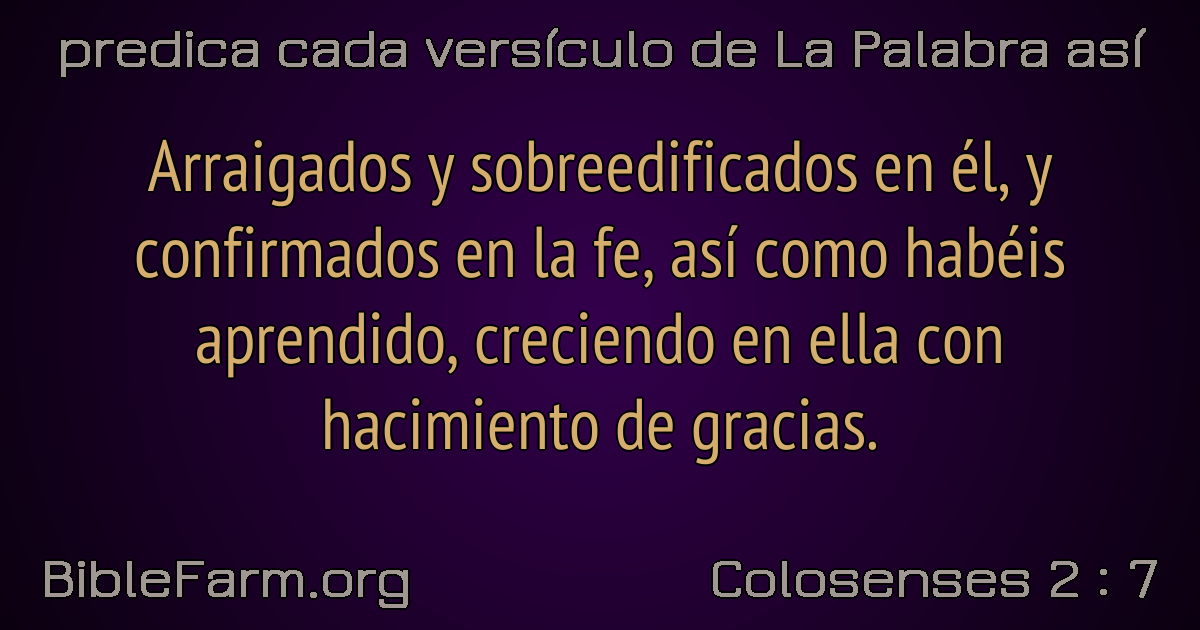 predica cada versículo de La Palabra así
Arraigados y sobreedificados en él, y
confirmados en la fe, así como habéis
aprendido, creciendo en ella con
hacimiento de gracias.
BibleFarm.org
Colosenses 2 : 7